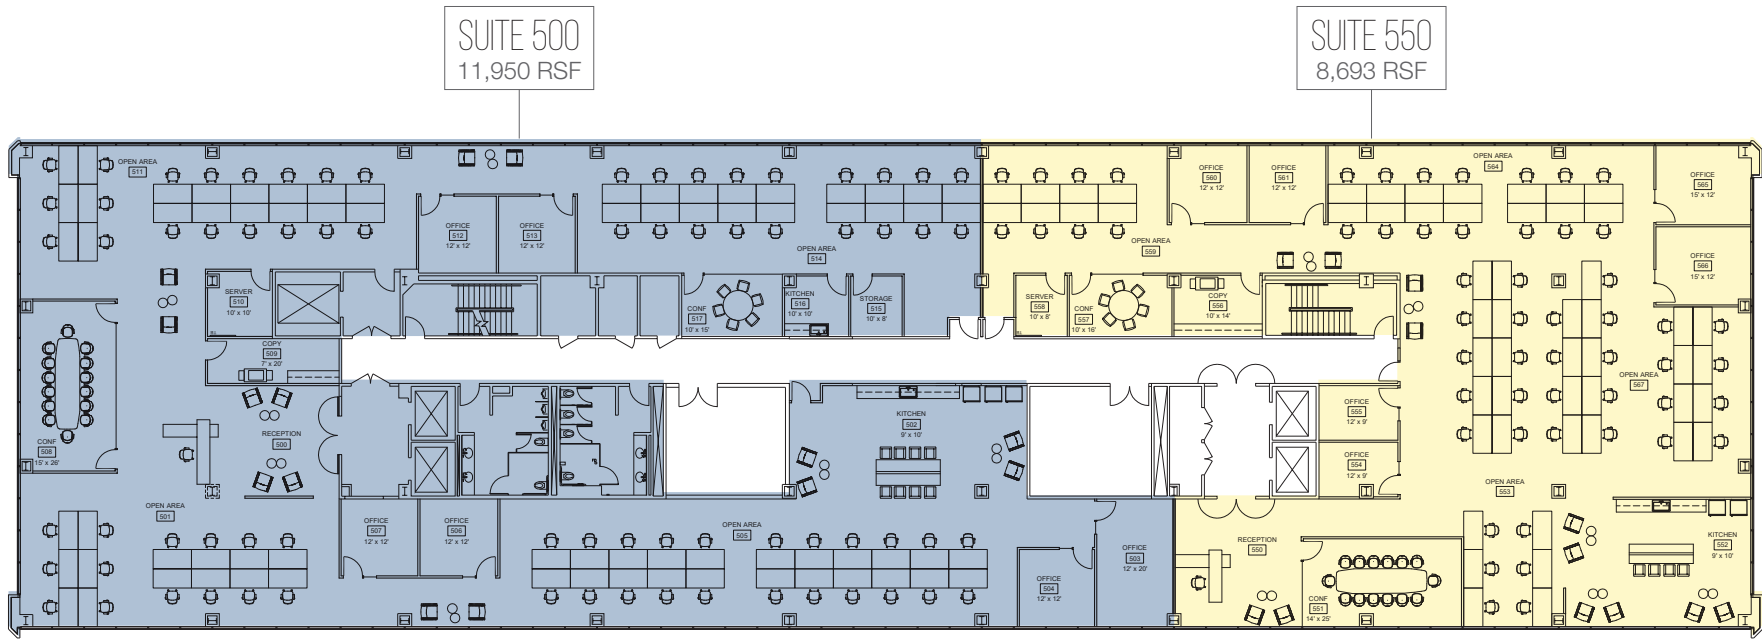 SUITE 500
11,950 RSF
SUITE 550
8,693 RSF
OPEN AREA
511
OFFICE
512
12' x 12'
OFFICE
513
12' x 12'
OPEN AREA
514
SERVER
510
10' x 10'
CONF
517
10' x 15'
KITCHEN
516
10' x 10'
STORAGE
515
10' x 8'
COPY
509
7' x 20'
CONF
508
15' x 26'
RECEPTION
500
KITCHEN
502
9' x 10'
OPEN AREA
501
OFFICE
507
12' x 12'
OFFICE
506
12' x 12'
OPEN AREA
505
OFFICE
504
12' x 12'
OFFICE
503
12' x 20'
OFFICE
560
12' x 12'
OFFICE
561
12' x 12'
OPEN AREA
564
OFFICE
565
15' x 12'
OPEN AREA
559
OFFICE
566
15' x 12'
SERVER
558
10' x 8'
CONF
557
10' x 16'
COPY
556
10' x 14'
OPEN AREA
567
OFFICE
555
12' x 9'
OFFICE
554
12' x 9'
OPEN AREA
553
RECEPTION
550
CONF
551
14' x 25'
KITCHEN
552
9' x 10'